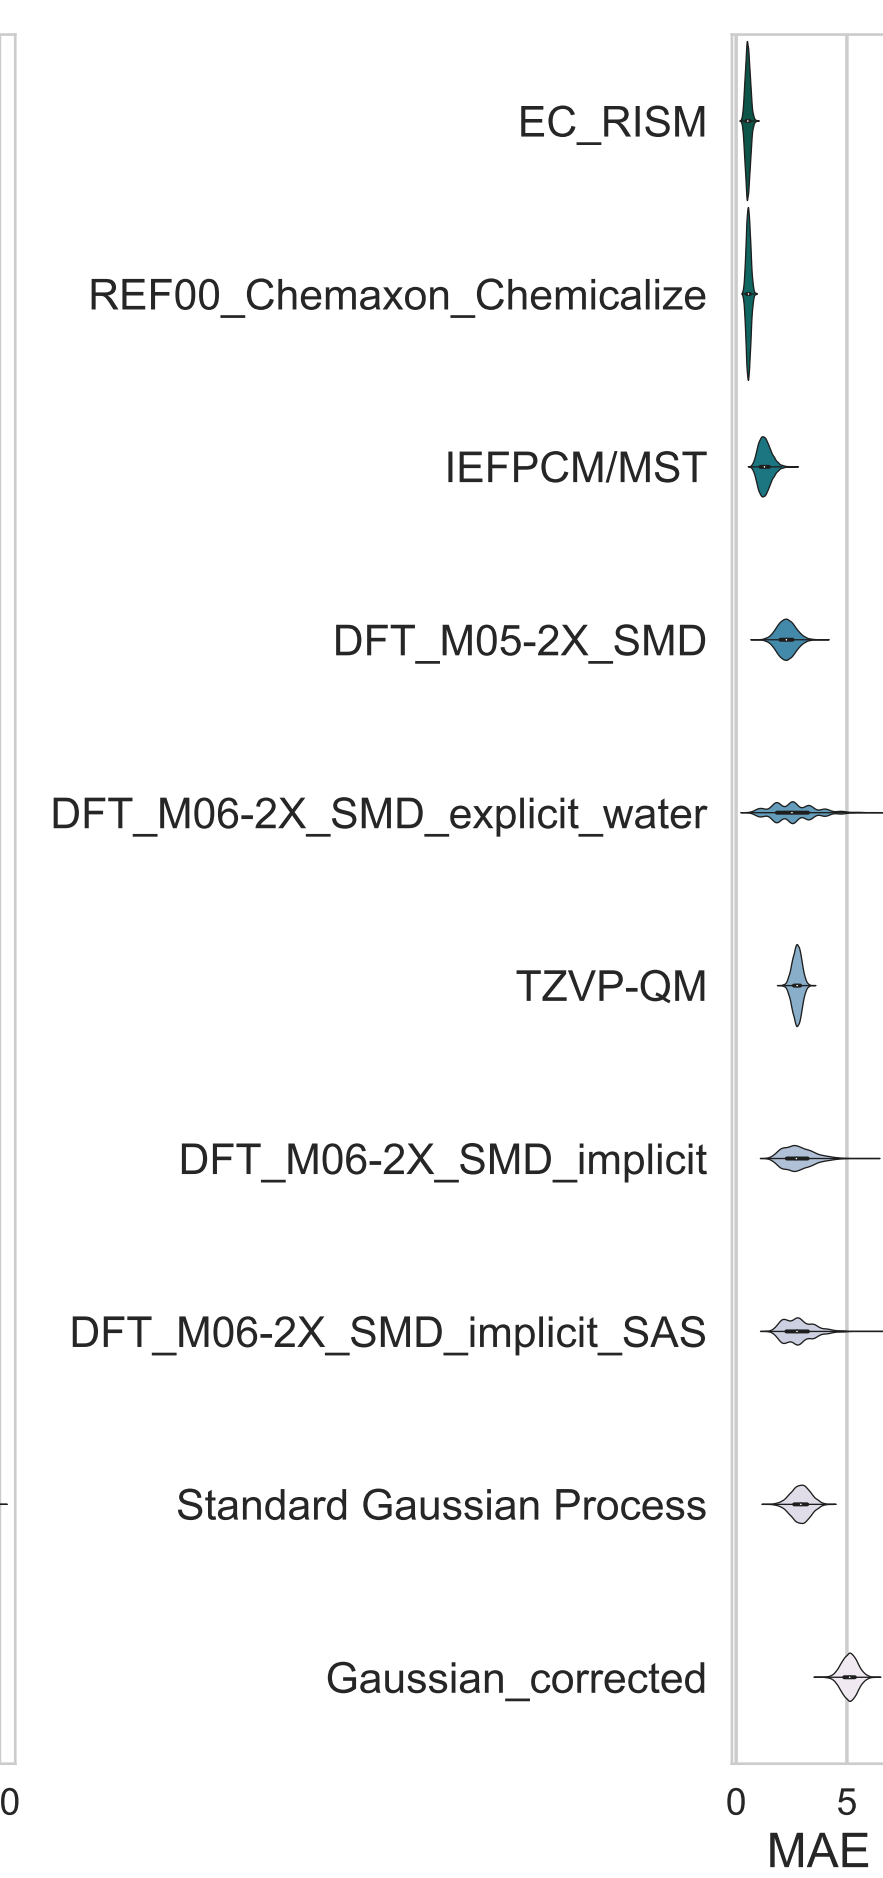 EC_RISM
REF00_Chemaxon_Chemicalize
IEFPCM/MST
DFT_M05-2X_SMD
DFT_M06-2X_SMD_explicit_water
TZVP-QM
DFT_M06-2X_SMD_implicit
DFT_M06-2X_SMD_implicit_SAS
Standard Gaussian Process
Gaussian_corrected
0 0 5
MAE